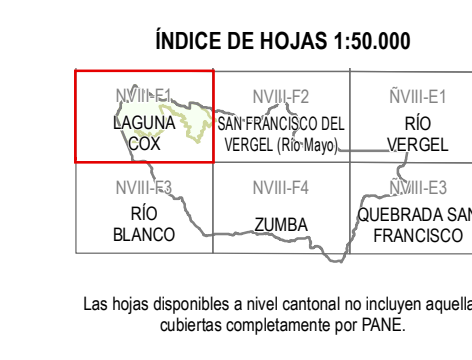 ÍNDICE DE HOJAS 1:50.000
NVIII-F1
NVIII-F2
ÑVIII-E1
LAGUNA
COX
SAN FRANCISCO DEL
VERGEL (Río Mayo)
RÍO
VERGEL
NVIII-F3
NVIII-F4
ÑVIII-E3
RÍO
BLANCO
ZUMBA
QUEBRADA SAN
FRANCISCO
Las hojas disponibles a nivel cantonal no incluyen aquella
cubiertas completamente por PANE.